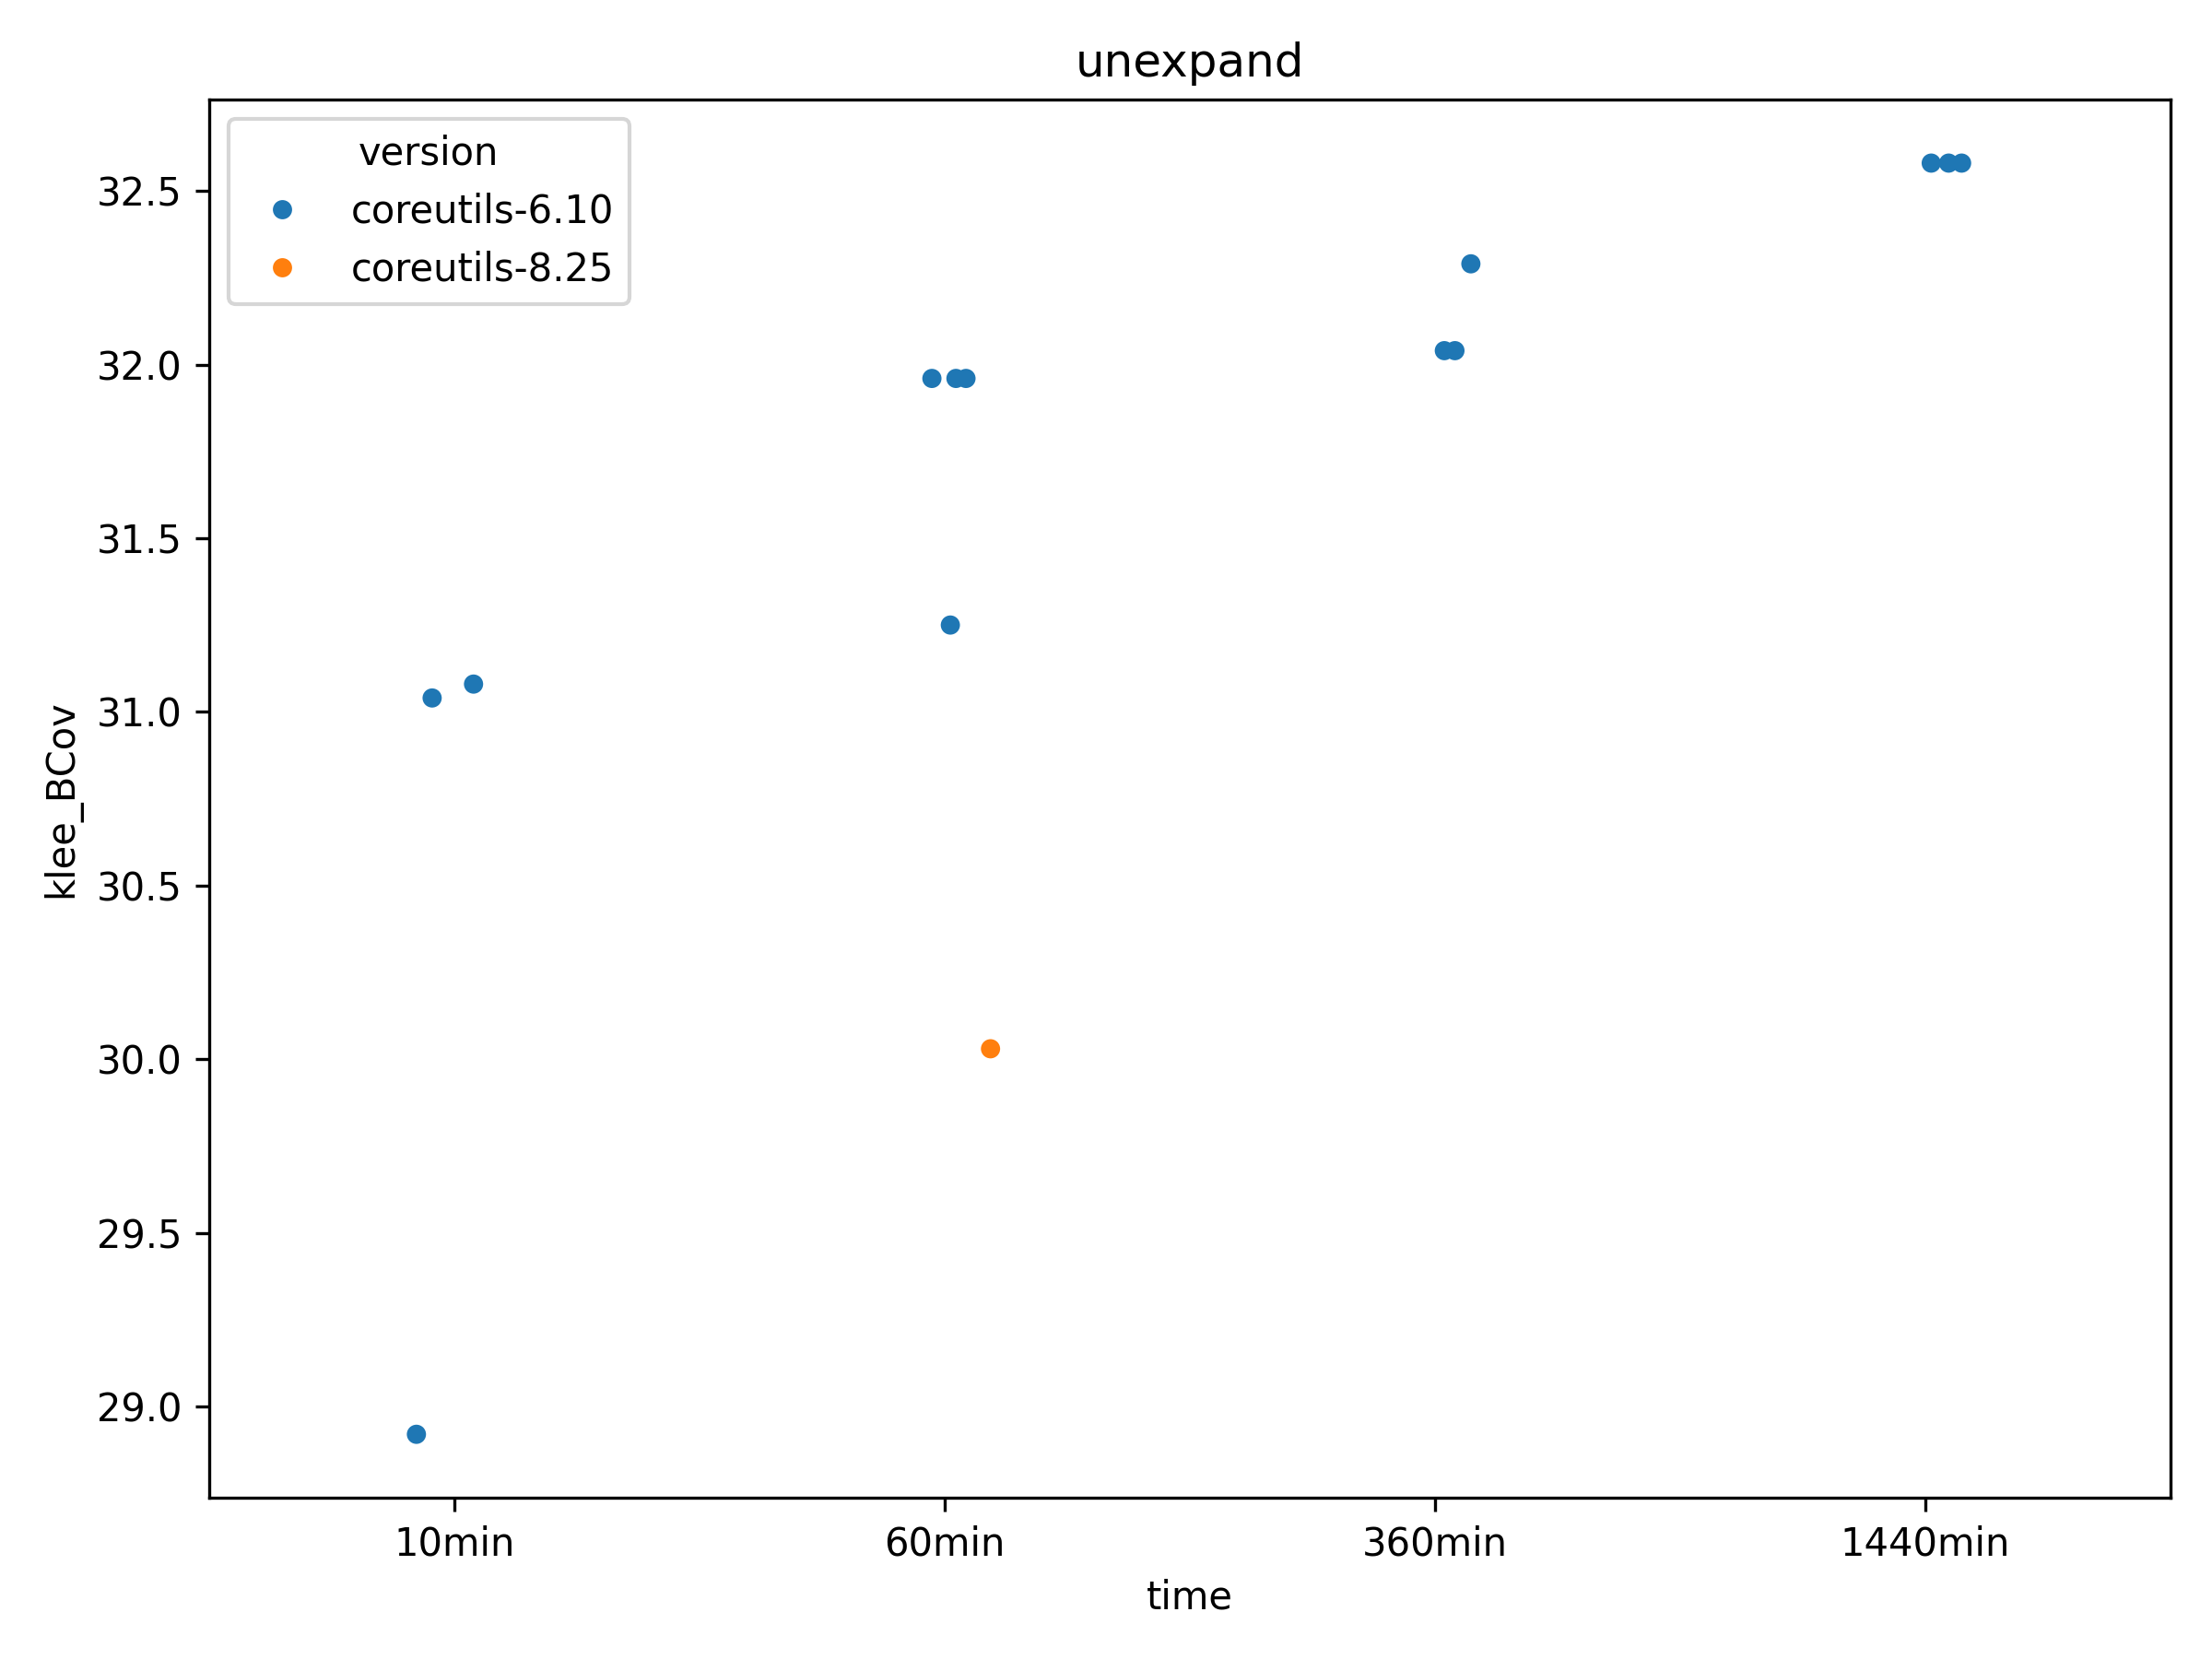 unexpand
version
coreutils-6.10
coreutils-8.25
klee_BCov
32.5
32.0
31.5
31.0
30.5
30.0
29.5
29.0
10min
60min
360min
1440min
time